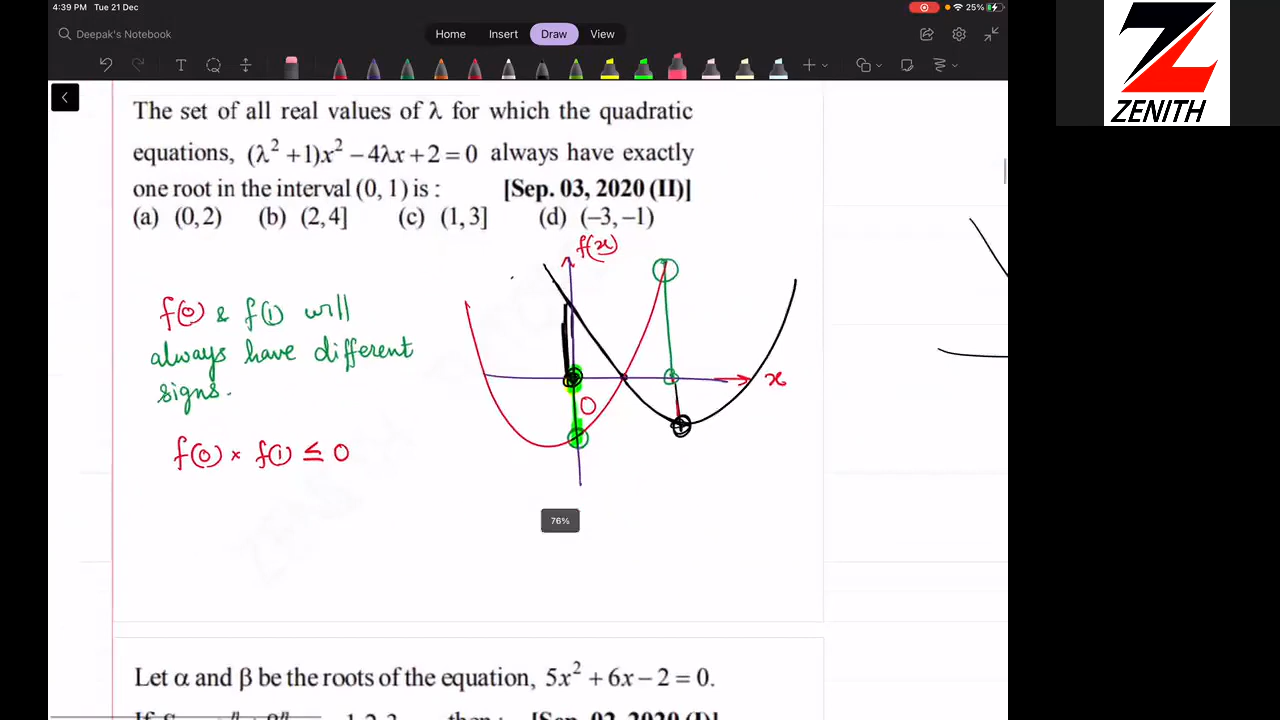 4:39 PM Tue 21 Dec
25%
Deepak's Notebook
Home Insert Draw View
ZENITH
The set of all real values of λ for which the quadratic
equations, (λ² + 1)x² − 4λx + 2 = 0 always have exactly
one root in the interval (0, 1) is : [Sep. 03, 2020 (II)]
(a) (0, 2) (b) (2, 4] (c) (1, 3] (d) (−3, −1)
f(x)
f(0) & f(1) will
always have different
signs.
x
0
f(0) × f(1) ≤ 0
76%
Let α and β be the roots of the equation, 5x² + 6x − 2 = 0.